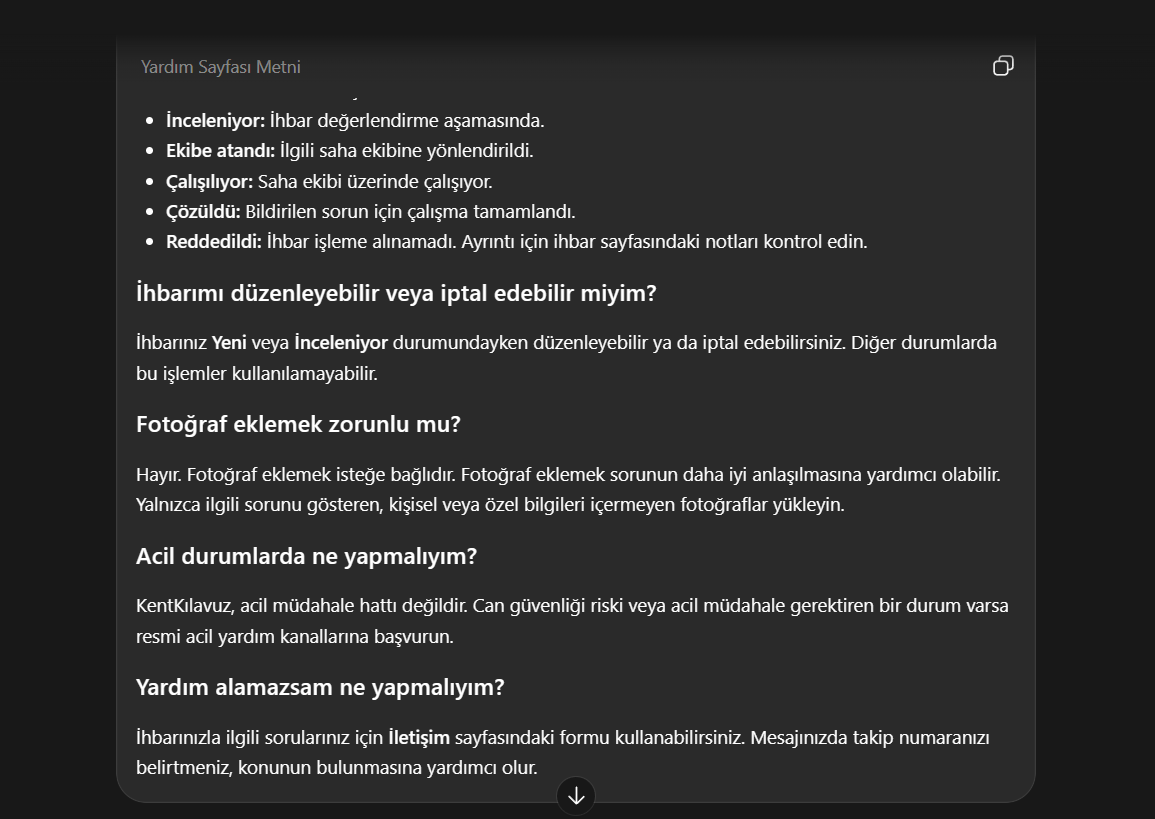 Yardım Sayfası Metni
İnceleniyor: İhbar değerlendirme aşamasında.
Ekibe atandı: İlgili saha ekibine yönlendirildi.
Çalışılıyor: Saha ekibi üzerinde çalışıyor.
Çözüldü: Bildirilen sorun için çalışma tamamlandı.
Reddedildi: İhbar işleme alınamadı. Ayrıntı için ihbar sayfasındaki notları kontrol edin.
İhbarımı düzenleyebilir veya iptal edebilir miyim?
İhbarınız Yeni veya İnceleniyor durumundayken düzenleyebilir ya da iptal edebilirsiniz. Diğer durumlarda
bu işlemler kullanılamayabilir.
Fotoğraf eklemek zorunlu mu?
Hayır. Fotoğraf eklemek isteğe bağlıdır. Fotoğraf eklemek sorunun daha iyi anlaşılmasına yardımcı olabilir.
Yalnızca ilgili sorunu gösteren, kişisel veya özel bilgileri içermeyen fotoğraflar yükleyin.
Acil durumlarda ne yapmalıyım?
KentKılavuz, acil müdahale hattı değildir. Can güvenliği riski veya acil müdahale gerektiren bir durum varsa
resmi acil yardım kanallarına başvurun.
Yardım alamazsam ne yapmalıyım?
İhbarınızla ilgili sorularınız için İletişim sayfasındaki formu kullanabilirsiniz. Mesajınızda takip numaranızı
belirtmeniz, konunun bulunmasına yardımcı olur.